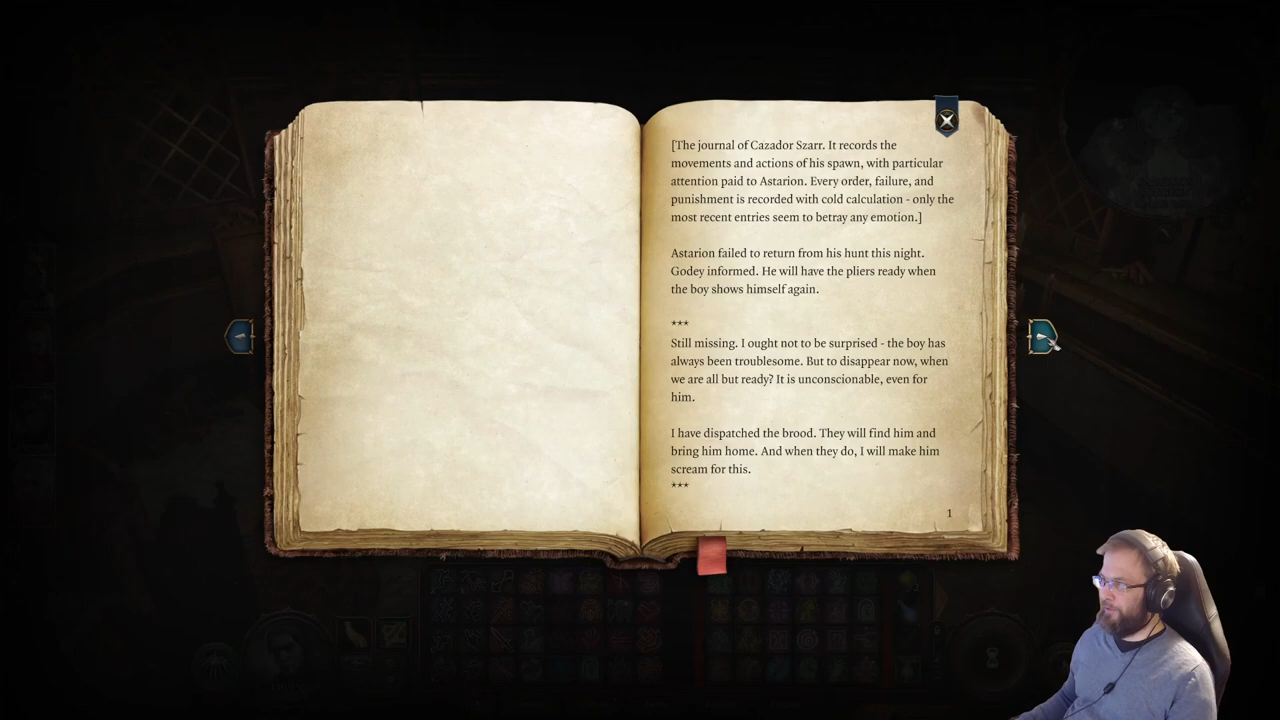 [The journal of Cazador Szarr. It records the
movements and actions of his spawn, with particular
attention paid to Astarion. Every order, failure, and
punishment is recorded with cold calculation - only the
most recent entries seem to betray any emotion.]
Astarion failed to return from his hunt this night.
Godey informed. He will have the pliers ready when
the boy shows himself again.
***
Still missing. I ought not to be surprised - the boy has
always been troublesome. But to disappear now, when
we are all but ready? It is unconscionable, even for
him.
I have dispatched the brood. They will find him and
bring him home. And when they do, I will make him
scream for this.
***
1